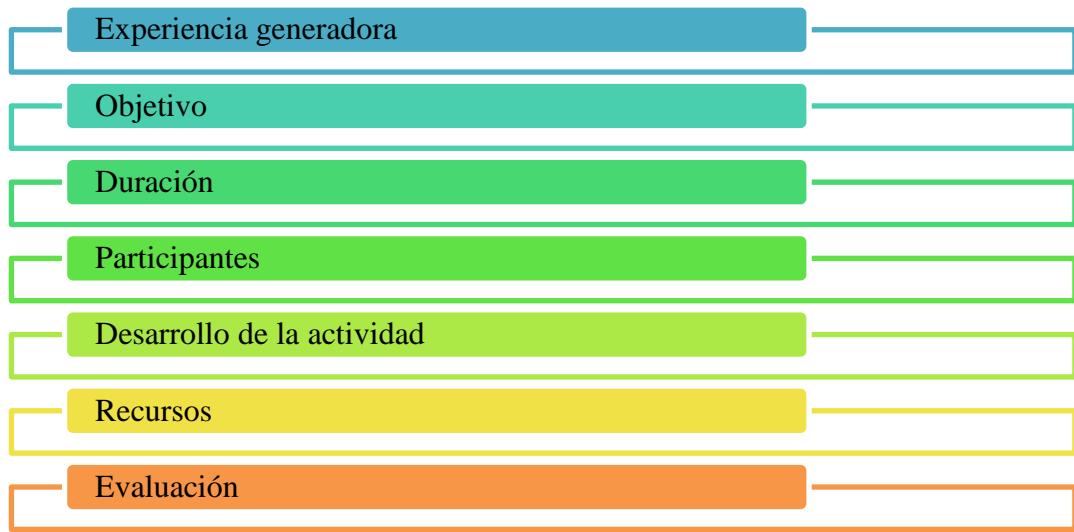 Experiencia generadora
Objetivo
Duración
Participantes
Desarrollo de la actividad
Recursos
Evaluación